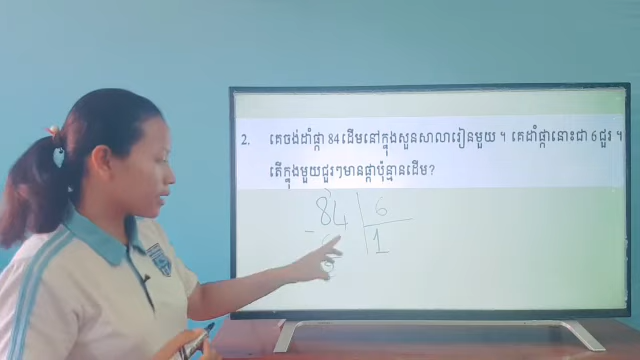 2. គេចង់ដាំផ្កា 84 ដើមនៅក្នុងសួនសាលារៀនមួយ ។ គេដាំផ្កានោះជា 6 ជួរ ។
តើក្នុងមួយជួរៗមានផ្កាប៉ុន្មានដើម?
84 6
- 1